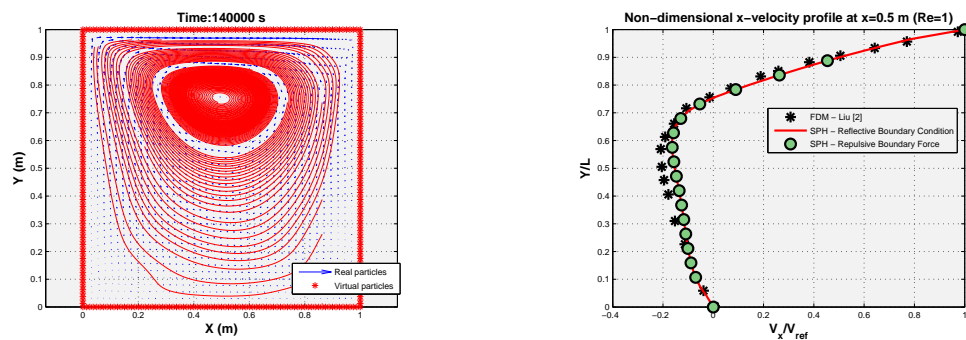 Time:140000 s
1
0.9
0.8
0.7
0.6
0.5
0.4
0.3
0.2
0.1
0
Y (m)
0 0.2 0.4 0.6 0.8 1
X (m)
Real particles
Virtual particles
Non−dimensional x−velocity profile at x=0.5 m (Re=1)
1
0.9
0.8
0.7
0.6
0.5
0.4
0.3
0.2
0.1
0
Y/L
−0.4 −0.2 0 0.2 0.4 0.6 0.8 1
Vx/Vref
FDM − Liu [2]
SPH − Reflective Boundary Condition
SPH − Repulsive Boundary Force